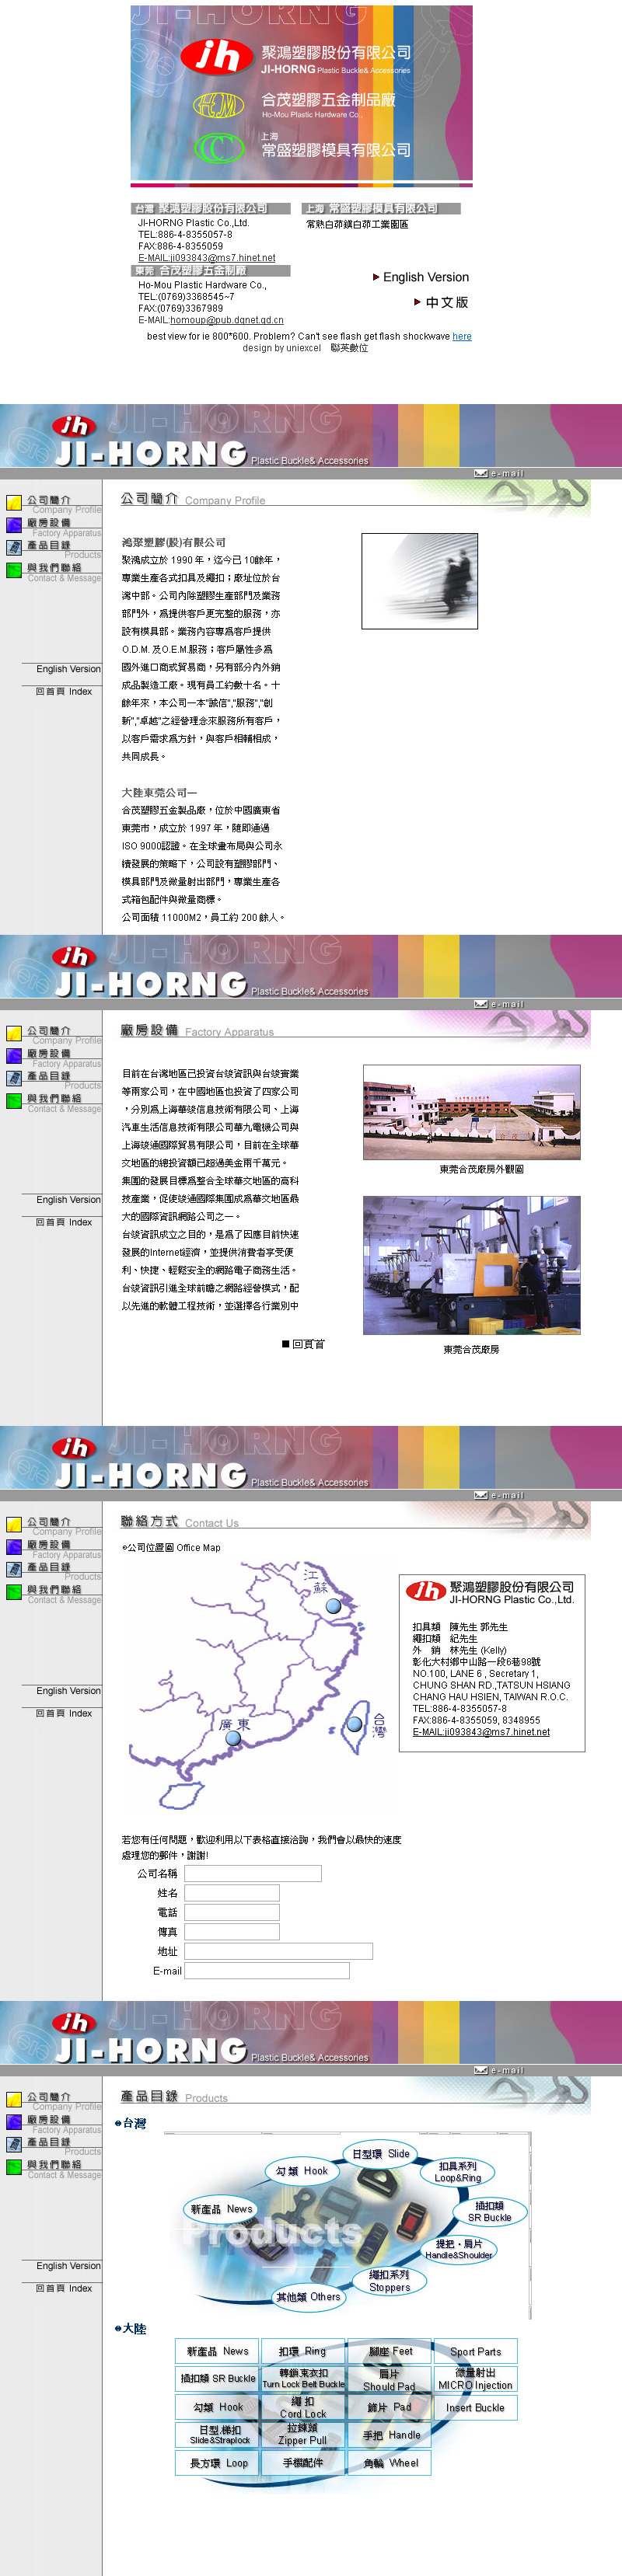 JI-HORNG
jh
聚鴻塑膠股份有限公司
JI-HORNG Plastic Buckle& Accessories
HM
合茂塑膠五金制品廠
Ho-Mou Plastic Hardware Co.,
上海
常盛塑膠模具有限公司
台灣 聚鴻塑膠股份有限公司
上海 常盛塑膠模具有限公司
JI-HORNG Plastic Co.,Ltd.
TEL:886-4-8355057-8
FAX:886-4-8355059
E-MAIL:ji093843@ms7.hinet.net
常熟白茆鎮白茆工業園區
東莞 合茂塑膠五金制廠
Ho-Mou Plastic Hardware Co.,
TEL:(0769)3368545~7
FAX:(0769)3367989
E-MAIL:homoup@pub.dgnet.gd.cn
English Version
中文版
best view for ie 800*600. Problem? Can't see flash get flash shockwave here
design by uniexcel 聯英數位
JI-HORNG
jh
JI-HORNG Plastic Buckle& Accessories
e-mail
公司簡介
Company Profile
廠房設備
Factory Apparatus
產品目錄
Products
與我們聯絡
Contact & Message
English Version
回首頁 Index
公司簡介 Company Profile
鴻聚塑膠(股)有限公司
聚鴻成立於 1990 年，迄今已 10餘年，
專業生產各式扣具及繩扣；廠址位於台
灣中部。公司內除塑膠生產部門及業務
部門外，為提供客戶更完整的服務，亦
設有模具部。業務內容專為客戶提供
O.D.M. 及O.E.M.服務；客戶屬性多為
國外進口商或貿易商，另有部分內外銷
成品製造工廠。現有員工約數十名。十
餘年來，本公司一本"誠信","服務","創
新","卓越"之經營理念來服務所有客戶，
以客戶需求為方針，與客戶相輔相成，
共同成長。
大陸東莞公司—
合茂塑膠五金製品廠，位於中國廣東省
東莞市，成立於 1997 年，隨即通過
ISO 9000認證。在全球畫布局與公司永
續發展的策略下，公司設有塑膠部門、
模具部門及微量射出部門，專業生產各
式箱包配件與微量商標。
公司面積 11000M2，員工約 200 餘人。
JI-HORNG
jh
JI-HORNG Plastic Buckle& Accessories
e-mail
公司簡介
Company Profile
廠房設備
Factory Apparatus
產品目錄
Products
與我們聯絡
Contact & Message
English Version
回首頁 Index
廠房設備 Factory Apparatus
目前在台灣地區已投資台竣資訊與台竣實業
等兩家公司，在中國地區也投資了四家公司
，分別為上海華竣信息技術有限公司、上海
汽車生活信息技術有限公司華九電機公司與
上海竣通國際貿易有限公司，目前在全球華
文地區的總投資額已超過美金兩千萬元。
集團的發展目標為整合全球華文地區的高科
技產業，促使竣通國際集團成為華文地區最
大的國際資訊網路公司之一。
台竣資訊成立之目的，是為了因應目前快速
發展的Internet經濟，並提供消費者享受便
利、快捷、輕鬆安全的網路電子商務生活。
台竣資訊引進全球前瞻之網路經營模式，配
以先進的軟體工程技術，並選擇各行業別中
東莞合茂廠房外觀圖
東莞合茂廠房
■ 回頁首
JI-HORNG
jh
JI-HORNG Plastic Buckle& Accessories
e-mail
公司簡介
Company Profile
廠房設備
Factory Apparatus
產品目錄
Products
與我們聯絡
Contact & Message
English Version
回首頁 Index
聯絡方式 Contact Us
公司位置圖 Office Map
江蘇
廣東
台灣
jh
聚鴻塑膠股份有限公司
JI-HORNG Plastic Co.,Ltd.
扣具類 陳先生 郭先生
繩扣類 紀先生
外 銷 林先生 (Kelly)
彰化大村鄉中山路一段6巷98號
NO.100, LANE 6 , Secretary 1,
CHUNG SHAN RD.,TATSUN HSIANG
CHANG HAU HSIEN, TAIWAN R.O.C.
TEL:886-4-8355057-8
FAX:886-4-8355059, 8348955
E-MAIL:ji093843@ms7.hinet.net
若您有任何問題，歡迎利用以下表格直接洽詢，我們會以最快的速度
處理您的郵件，謝謝!
公司名稱
姓名
電話
傳真
地址
E-mail
JI-HORNG
jh
JI-HORNG Plastic Buckle& Accessories
e-mail
公司簡介
Company Profile
廠房設備
Factory Apparatus
產品目錄
Products
與我們聯絡
Contact & Message
English Version
回首頁 Index
產品目錄 Products
台灣
日型環 Slide
勾類 Hook
扣具系列
Loop&Ring
新產品 News
插扣類
SR Buckle
Products
提把、肩片
Handle&Shoulder
繩扣系列
Stoppers
其他類 Others
大陸
新產品 News
扣環 Ring
腳座 Feet
Sport Parts
插扣類 SR Buckle
轉鎖.束衣扣
Turn Lock Belt Buckle
肩片
Should Pad
微量射出
MICRO Injection
勾類 Hook
繩 扣
Cord Lock
飾片 Pad
Insert Buckle
日型.梯扣
Slide&Straplock
拉鍊頭
Zipper Pull
手把 Handle
長方環 Loop
手機配件
角輪 Wheel